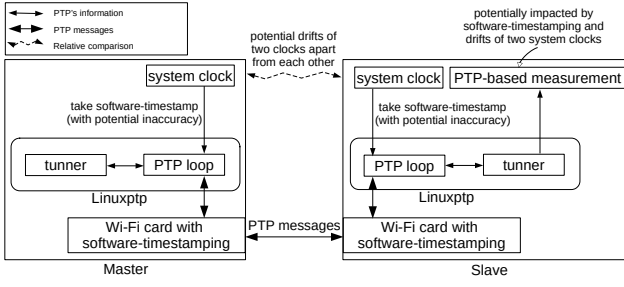 PTP's information
PTP messages
Relative comparison
potential drifts of
two clocks apart
from each other
potentially impacted by
software-timestamping and
drifts of two system clocks
system clock
take software-timestamp
(with potential inaccuracy)
tunner
PTP loop
Linuxptp
Wi-Fi card with
software-timestamping
Master
PTP messages
system clock
PTP-based measurement
take software-timestamp
(with potential inaccuracy)
PTP loop
tunner
Linuxptp
Wi-Fi card with
software-timestamping
Slave